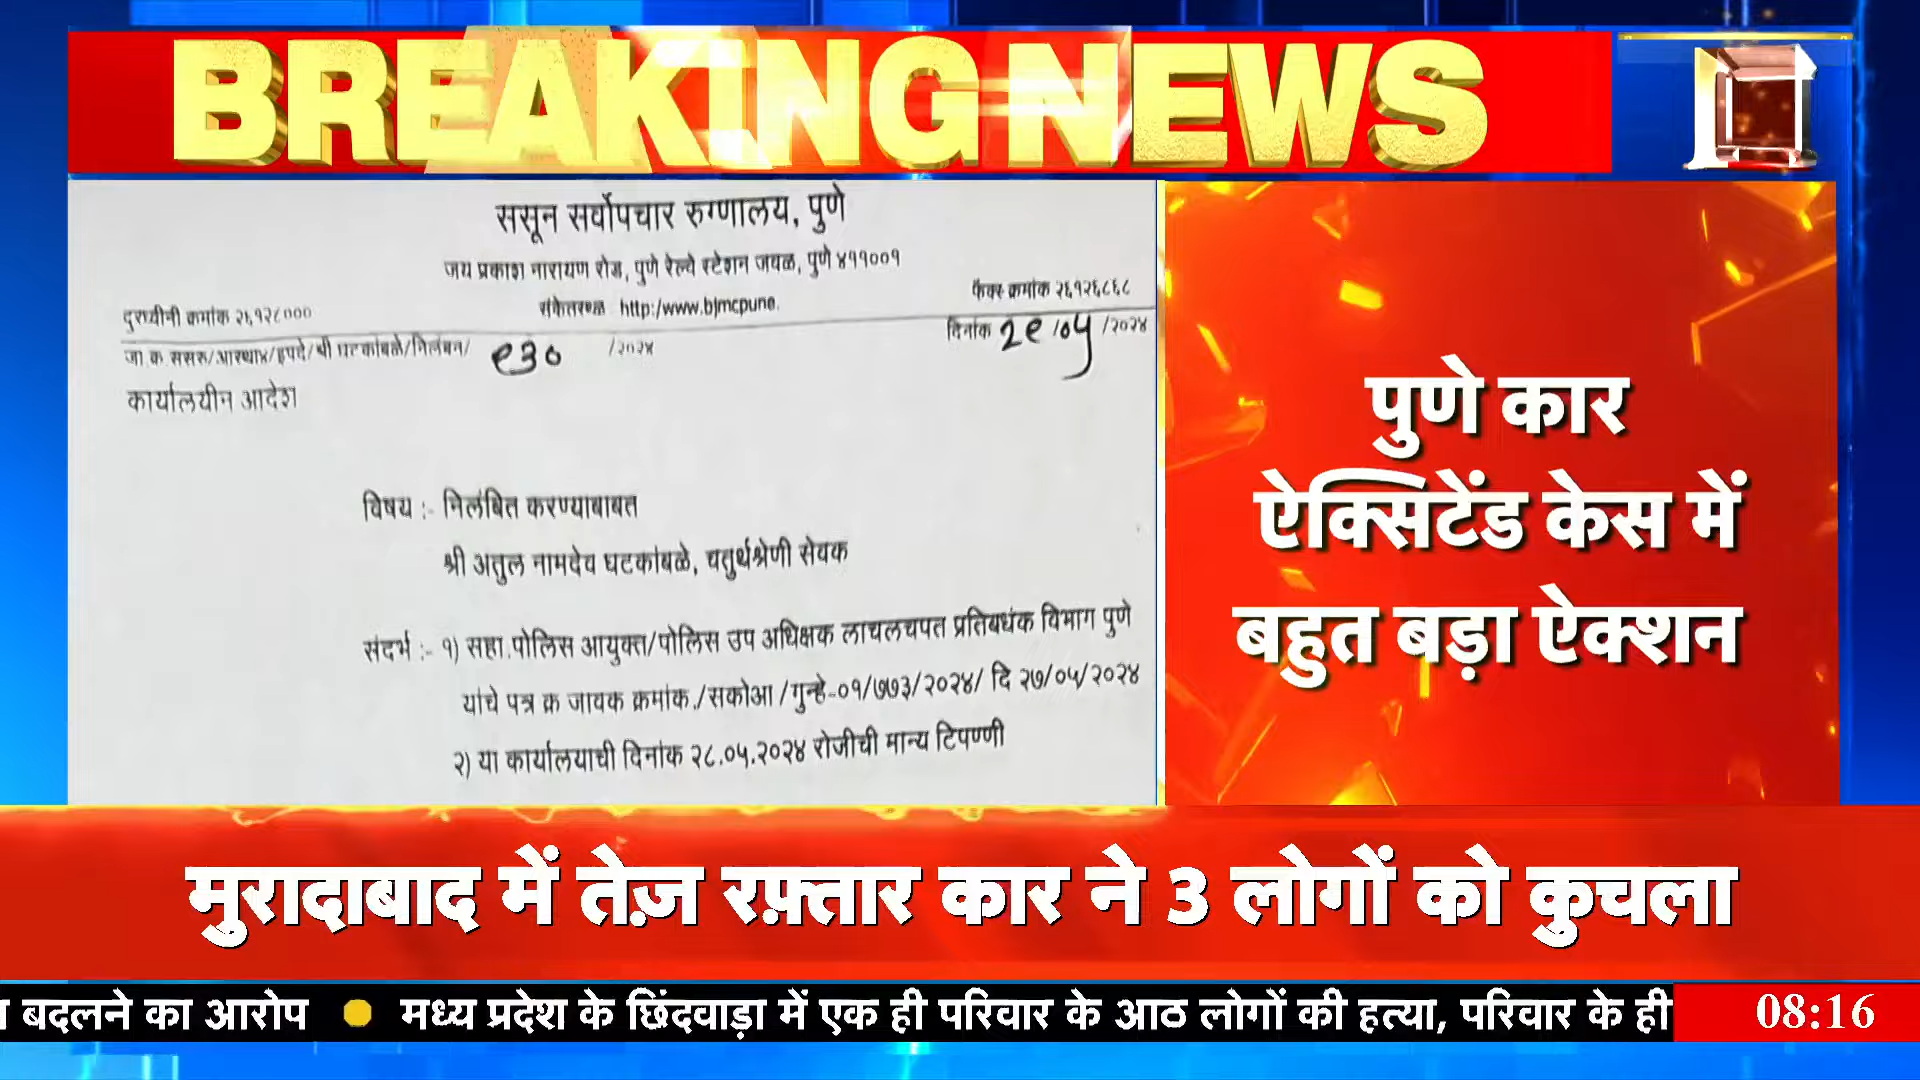 BREAKING NEWS
ससून सर्वोपचार रुग्णालय, पुणे
जय प्रकाश नारायण रोड, पुणे रेल्वे स्टेशन जवळ, पुणे ४११००१
दुरध्वीनी क्रमांक २६१२८०००
संकेतस्थळ http:/www.bjmcpune.
फॅक्स क्रमांक २६१२६८६८
जा.क्र.ससरु/आस्था४/इपदे/श्री घटकांबळे/निलंबन/ ९३० /२०२४
दिनांक २९/०५/२०२४
कार्यालयीन आदेश
विषय :- निलंबित करण्याबाबत
श्री अतुल नामदेव घटकांबळे, चतुर्थश्रेणी सेवक
संदर्भ :- १) सहा.पोलिस आयुक्त/पोलिस उप अधिक्षक लाचलचपत प्रतिबधंक विभाग पुणे
यांचे पत्र क्र जावक क्रमांक./सकोआ/गुन्हे-०१/७७३/२०२४/ दि २७/०५/२०२४
२) या कार्यालयाची दिनांक २८.०५.२०२४ रोजीची मान्य टिपण्णी
पुणे कार
ऐक्सिटेंड केस में
बहुत बड़ा ऐक्शन
मुरादाबाद में तेज़ रफ़्तार कार ने 3 लोगों को कुचला
बदलने का आरोप ● मध्य प्रदेश के छिंदवाड़ा में एक ही परिवार के आठ लोगों की हत्या, परिवार के ही
08:16